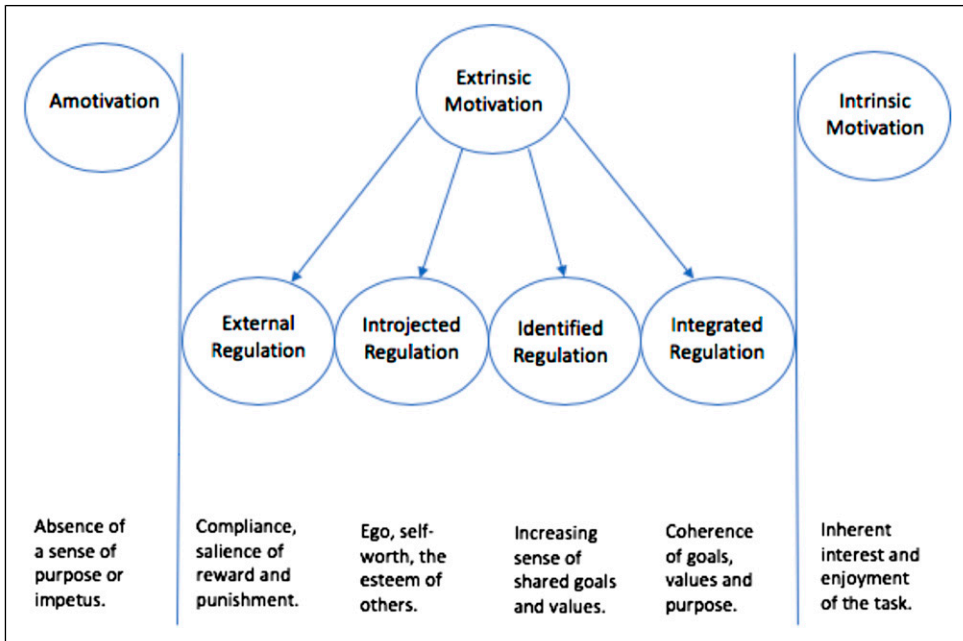 Amotivation
Extrinsic
Motivation
Intrinsic
Motivation
External
Regulation
Introjected
Regulation
Identified
Regulation
Integrated
Regulation
Absence of
a sense of
purpose or
impetus.
Compliance,
salience of
reward and
punishment.
Ego, self-
worth, the
esteem of
others.
Increasing
sense of
shared goals
and values.
Coherence
of goals,
values and
purpose.
Inherent
interest and
enjoyment
of the task.